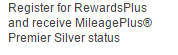 Register for RewardsPlus
and receive MileagePlus®
Premier Silver status